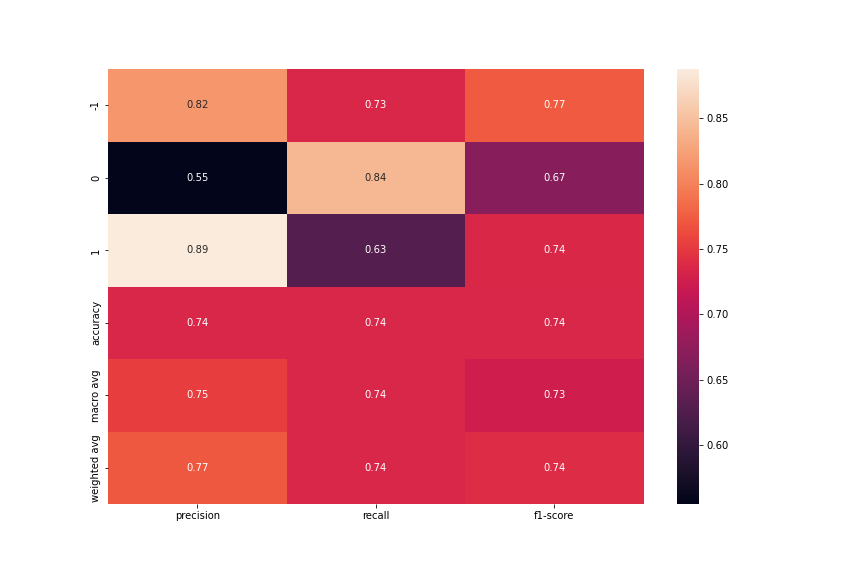 -1 0.82 0.73 0.77
0 0.55 0.84 0.67
1 0.89 0.63 0.74
accuracy 0.74 0.74 0.74
macro avg 0.75 0.74 0.73
weighted avg 0.77 0.74 0.74
precision recall f1-score
0.85
0.80
0.75
0.70
0.65
0.60